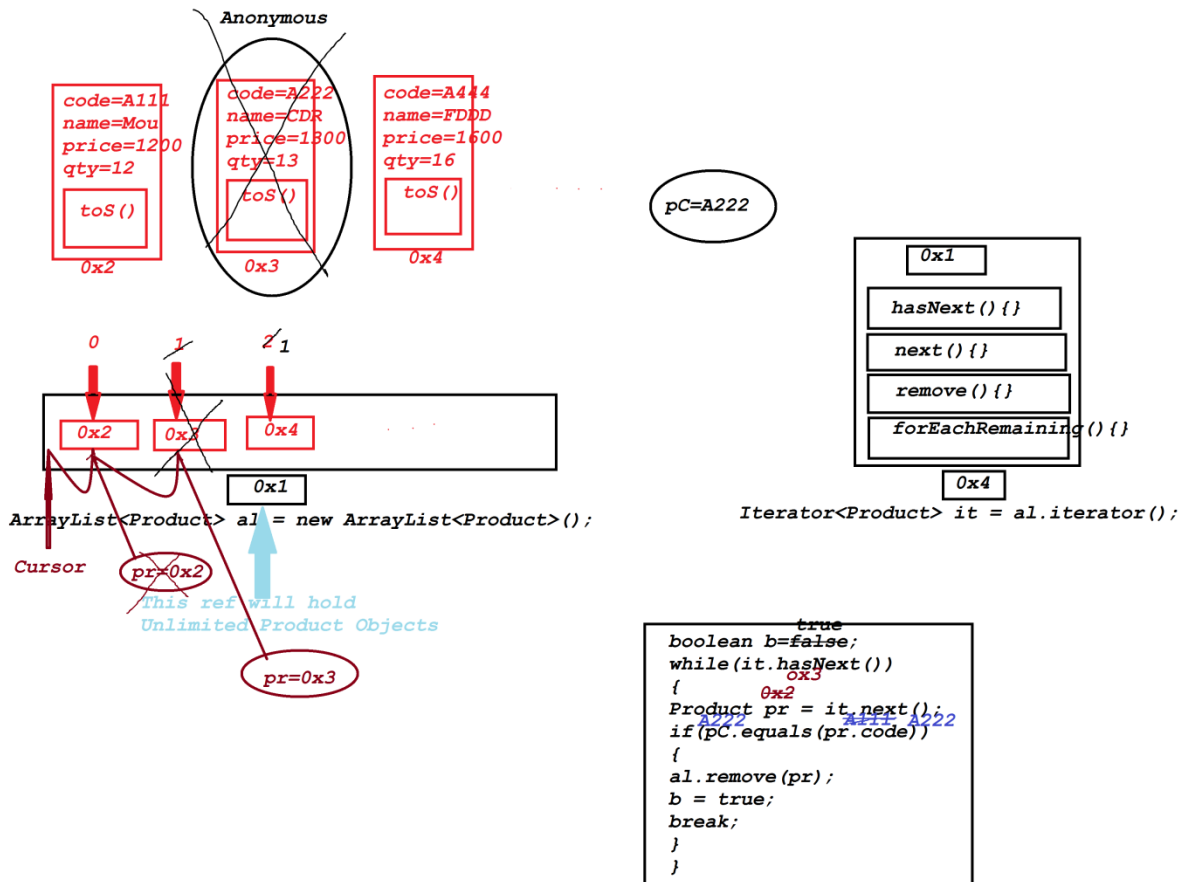 Anonymous
code=A111
name=Mou
price=1200
qty=12
toS()
0x2
code=A222
name=CDR
price=1300
qty=13
toS()
0x3
code=A444
name=FDDD
price=1600
qty=16
toS()
0x4
. . . .
pC=A222
0x1
hasNext(){}
next(){}
remove(){}
forEachRemaining(){}
0x4
Iterator<Product> it = al.iterator();
0 1 2 1
0x2 0x3 0x4 . . .
0x1
ArrayList<Product> al = new ArrayList<Product>();
Cursor
pr=0x2
This ref will hold
Unlimited Product Objects
pr=0x3
true
boolean b=false;
while(it.hasNext())
{
ox3
0x2
Product pr = it.next();
A222 A111 A222
if(pC.equals(pr.code))
{
al.remove(pr);
b = true;
break;
}
}